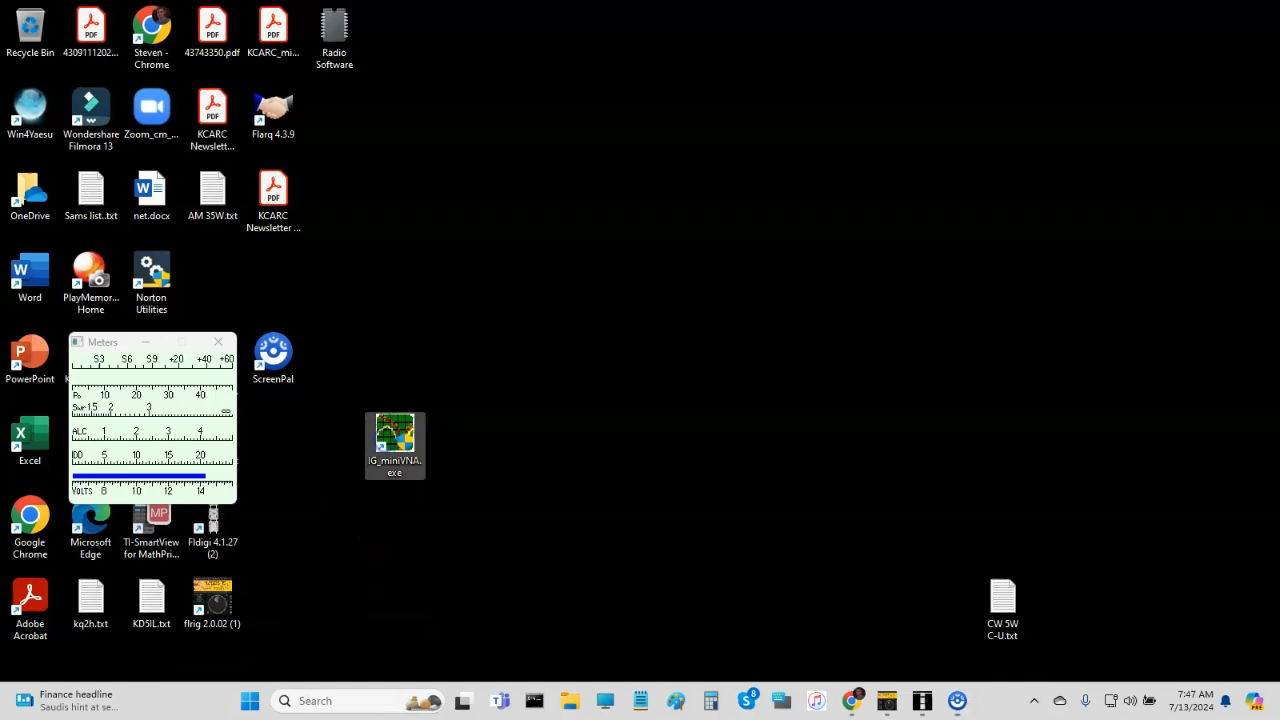 Recycle Bin
4309111202...
Steven -
Chrome
43743350.pdf
KCARC_mi...
Radio
Software
Win4Yaesu
Wondershare
Filmora 13
Zoom_cm_...
KCARC
Newslett...
Flarq 4.3.9
OneDrive
Sams list..txt
net.docx
AM 35W.txt
KCARC
Newsletter ...
Word
PlayMemor...
Home
Norton
Utilities
PowerPoint
Meters
S3 S6 S9 +20 +40 +60
Po 10 20 30 40
Swr 1.5 2 3 ∞
ALC 1 2 3 4
IDD 5 10 15 20
VOLTS 8 10 12 14
ScreenPal
IG_miniVNA.
exe
Excel
Google
Chrome
Microsoft
Edge
MP
TI-SmartView
for MathPri...
Fldigi 4.1.27
(2)
Adobe
Acrobat
kq2h.txt
KD5IL.txt
flrig 2.0.02 (1)
CW 5W
C-U.txt
Finance headline
Saudis hint at se...
Search
8
7:47 AM
7/13/2024